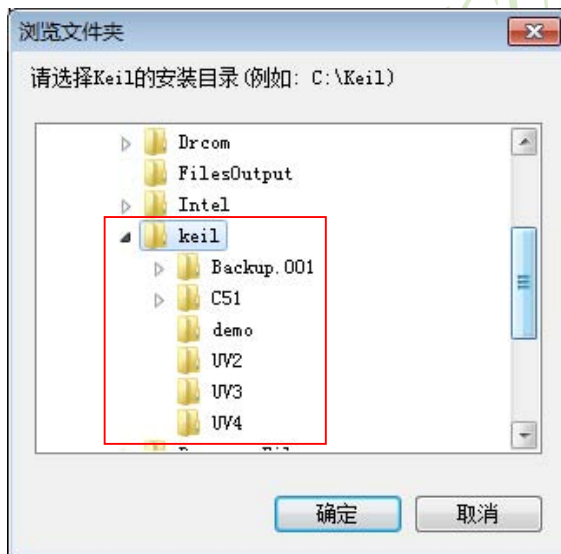 浏览文件夹
请选择Keil的安装目录(例如: C:\Keil)
Drcom
FilesOutput
Intel
keil
Backup.001
C51
demo
UV2
UV3
UV4
确定
取消